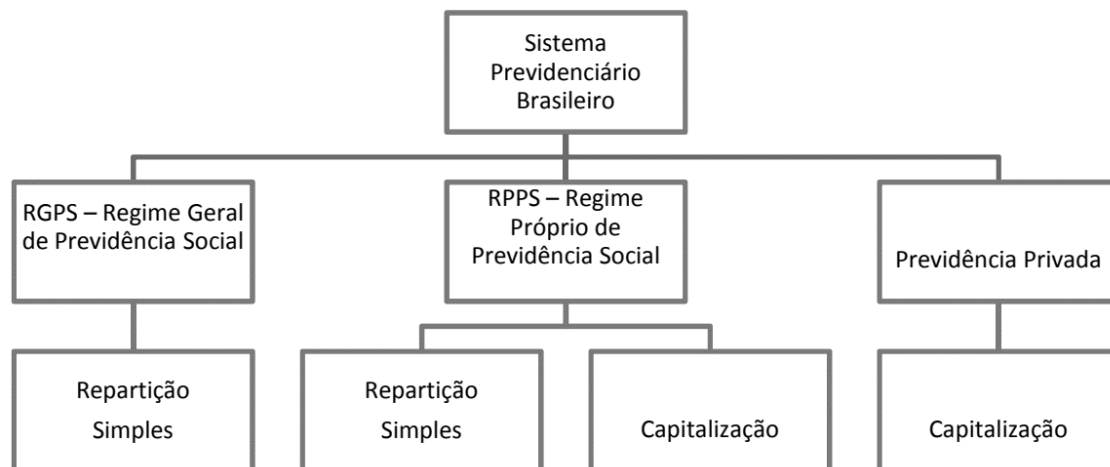 Sistema
Previdenciário
Brasileiro
RGPS – Regime Geral
de Previdência Social
RPPS – Regime
Próprio de
Previdência Social
Previdência Privada
Repartição
Simples
Repartição
Simples
Capitalização
Capitalização